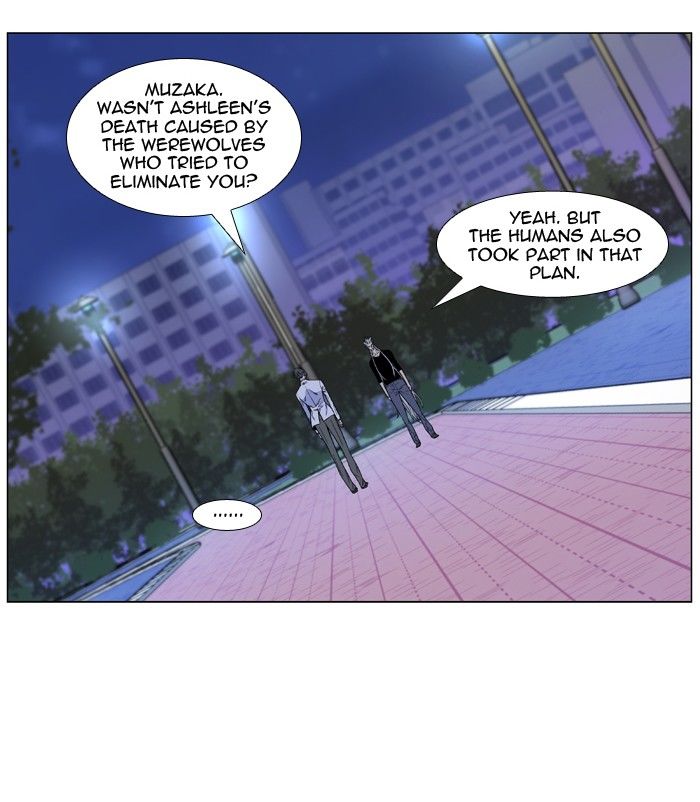 MUZAKA.
WASN'T ASHLEEN'S
DEATH CAUSED BY
THE WEREWOLVES
WHO TRIED TO
ELIMINATE YOU?
YEAH. BUT
THE HUMANS ALSO
TOOK PART IN THAT
PLAN.
......